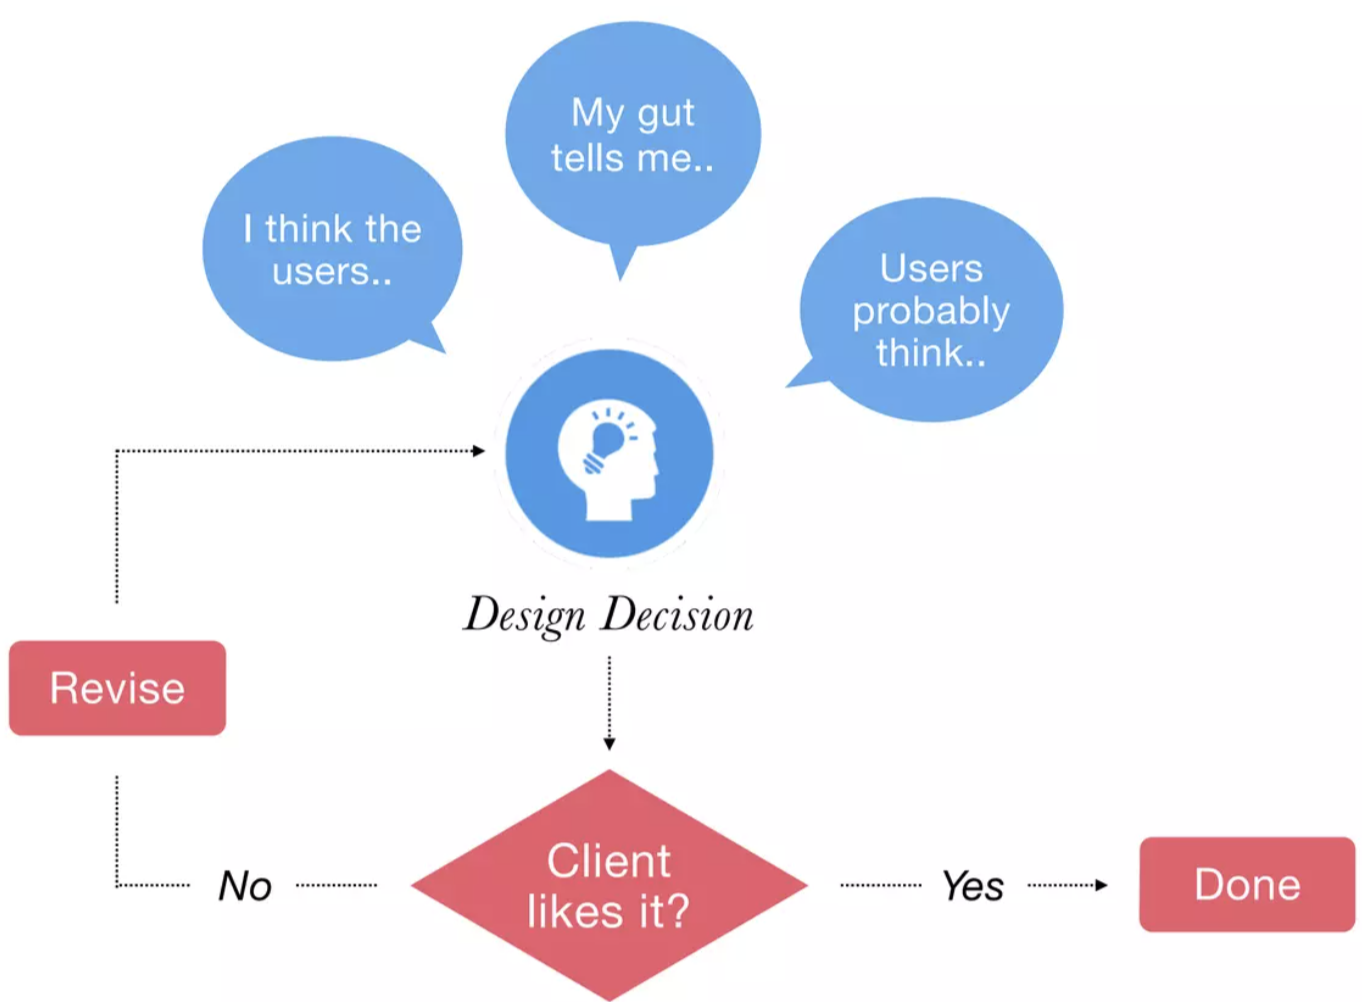 My gut
tells me..
I think the
users..
Users
probably
think..
Design Decision
Revise
Client
likes it?
No
Yes
Done